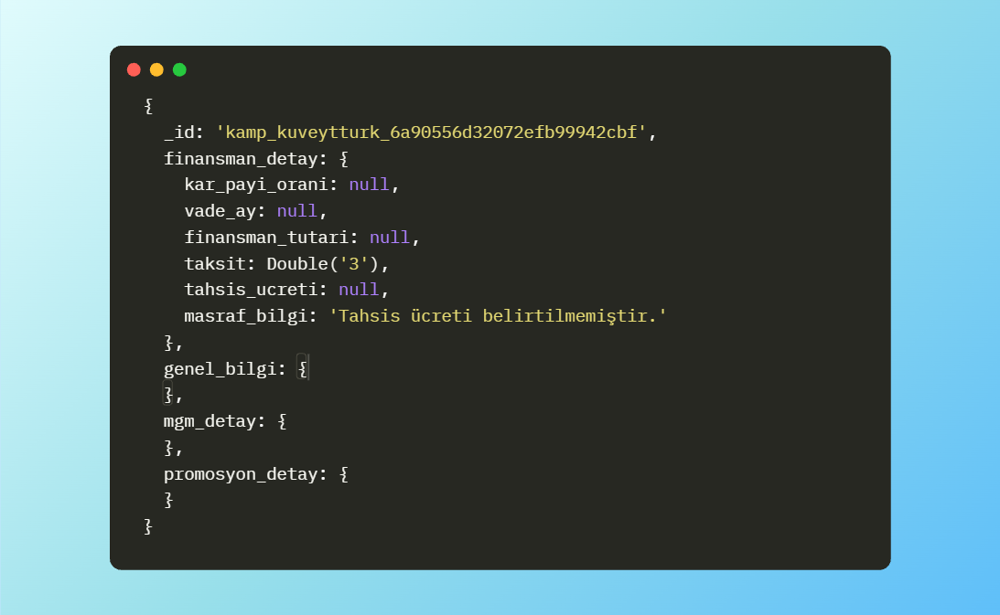 {
  _id: 'kamp_kuveytturk_6a90556d32072efb99942cbf',
  finansman_detay: {
    kar_payi_orani: null,
    vade_ay: null,
    finansman_tutari: null,
    taksit: Double('3'),
    tahsis_ucreti: null,
    masraf_bilgi: 'Tahsis ücreti belirtilmemiştir.'
  },
  genel_bilgi: {
  },
  mgm_detay: {
  },
  promosyon_detay: {
  }
}